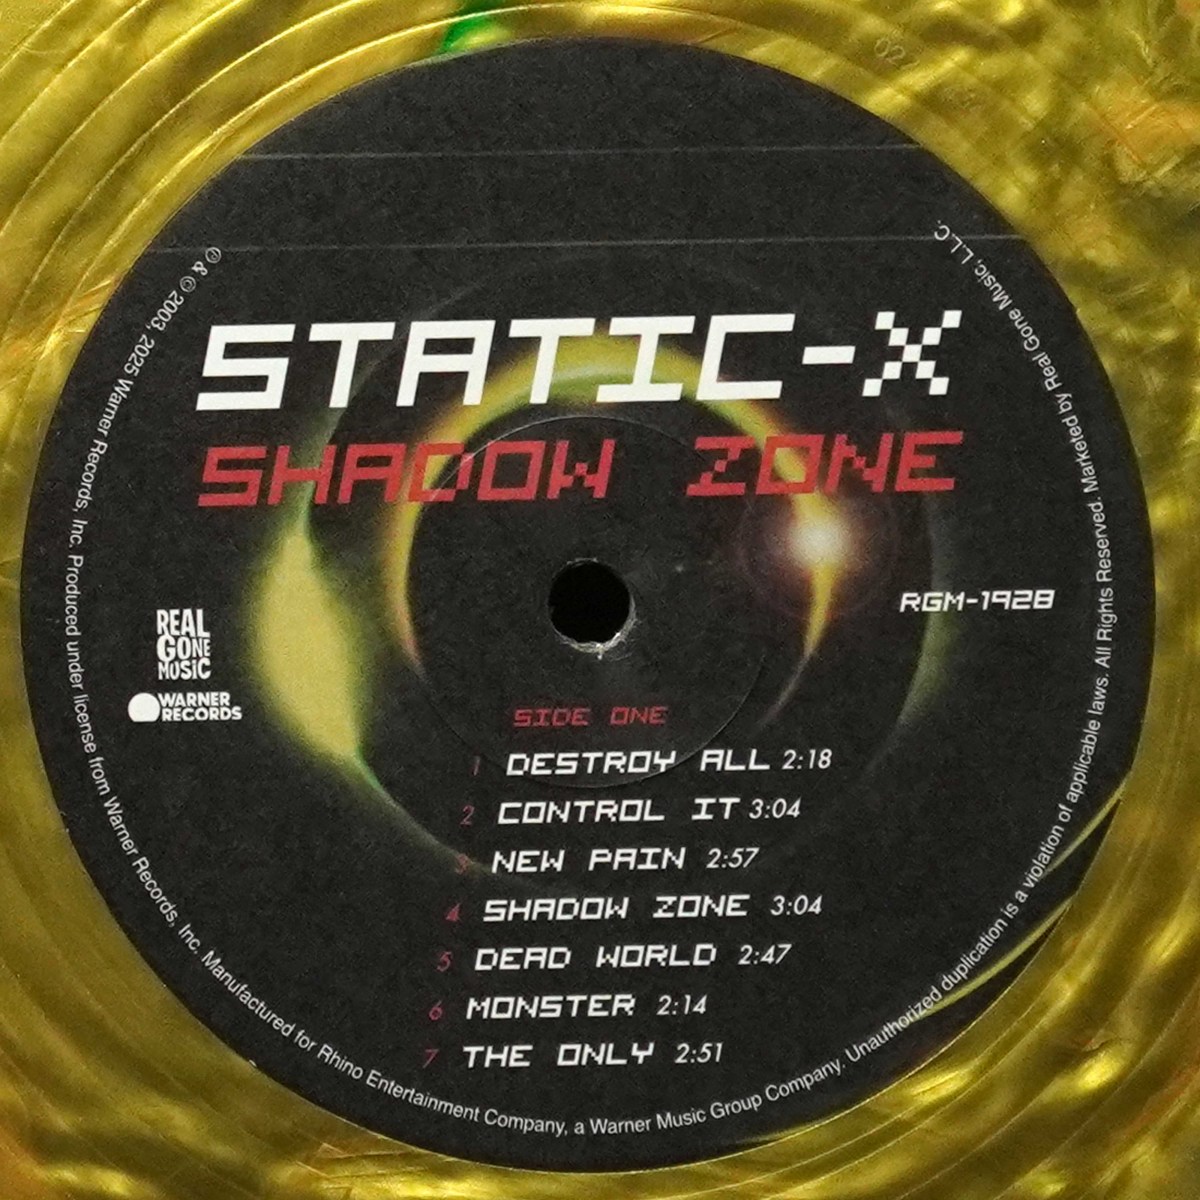 STATIC-X
SHADOW ZONE
RGM-1928
REAL
GONE
MUSIC
WARNER
RECORDS
SIDE ONE
1 DESTROY ALL 2:18
2 CONTROL IT 3:04
3 NEW PAIN 2:57
4 SHADOW ZONE 3:04
5 DEAD WORLD 2:47
6 MONSTER 2:14
7 THE ONLY 2:51
℗ & © 2003, 2025 Warner Records, Inc. Produced under license from Warner Records, Inc. Manufactured for Rhino Entertainment Company, a Warner Music Group Company. Unauthorized duplication is a violation of applicable laws. All Rights Reserved. Marketed by Real Gone Music, LLC.